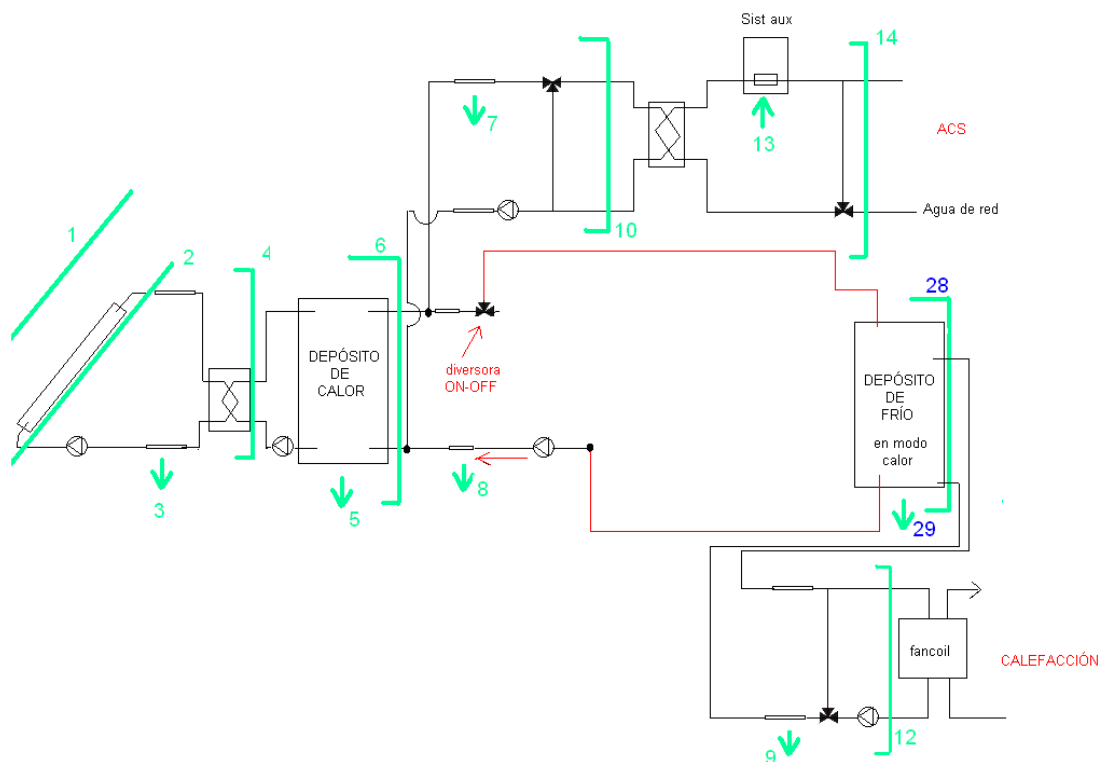 Sist aux
14
7
13
ACS
1
10
Agua de red
2
4
6
28
DEPÓSITO
DE
CALOR
diversora
ON-OFF
DEPÓSITO
DE
FRÍO
en modo
calor
3
5
8
29
fancoil
CALEFACCIÓN
9
12